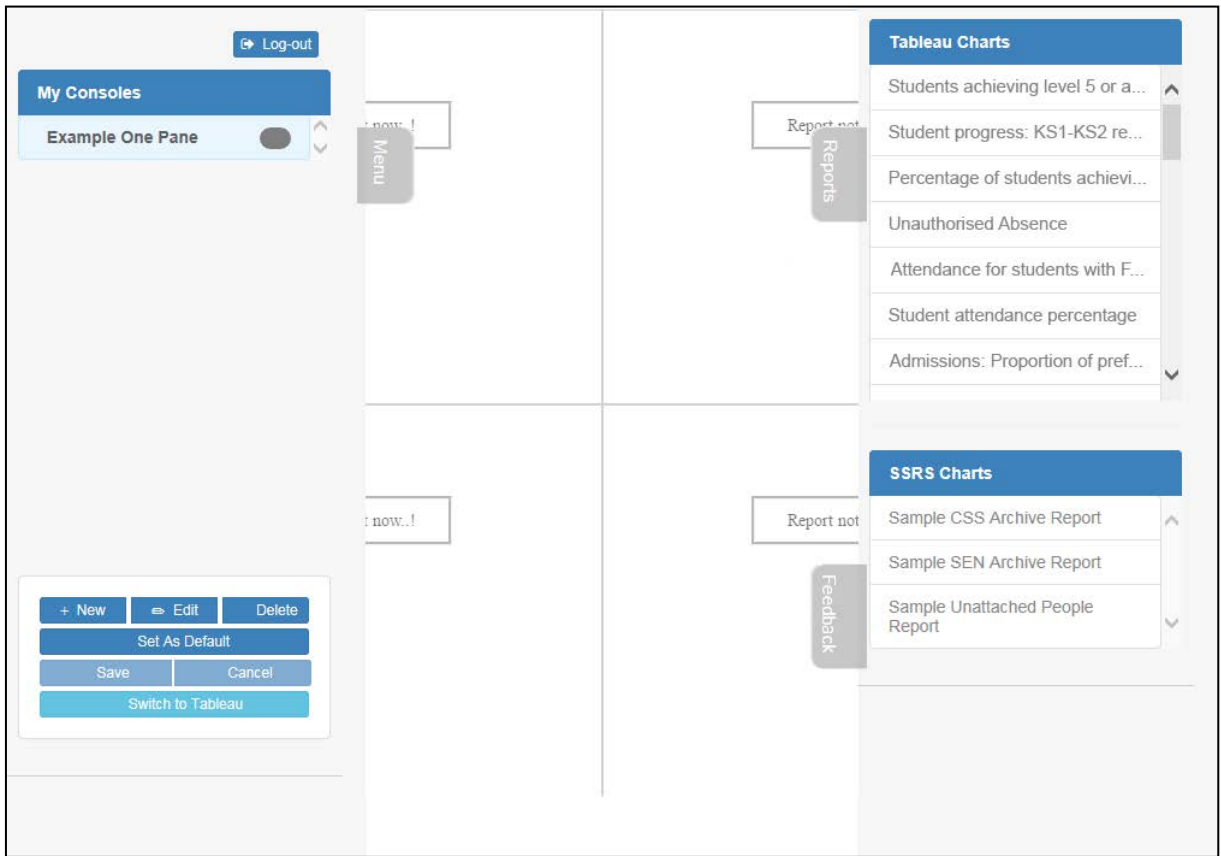 Log-out
My Consoles
Example One Pane
+ New
Edit
Delete
Set As Default
Save
Cancel
Switch to Tableau
now..!
Menu
Report not
Reports
now..!
Report not
Feedback
Tableau Charts
Students achieving level 5 or a...
Student progress: KS1-KS2 re...
Percentage of students achievi...
Unauthorised Absence
Attendance for students with F...
Student attendance percentage
Admissions: Proportion of pref...
SSRS Charts
Sample CSS Archive Report
Sample SEN Archive Report
Sample Unattached People
Report